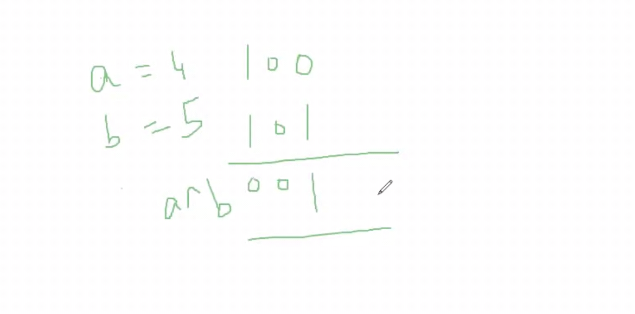 a = 4 100
b = 5 101
a^b 001